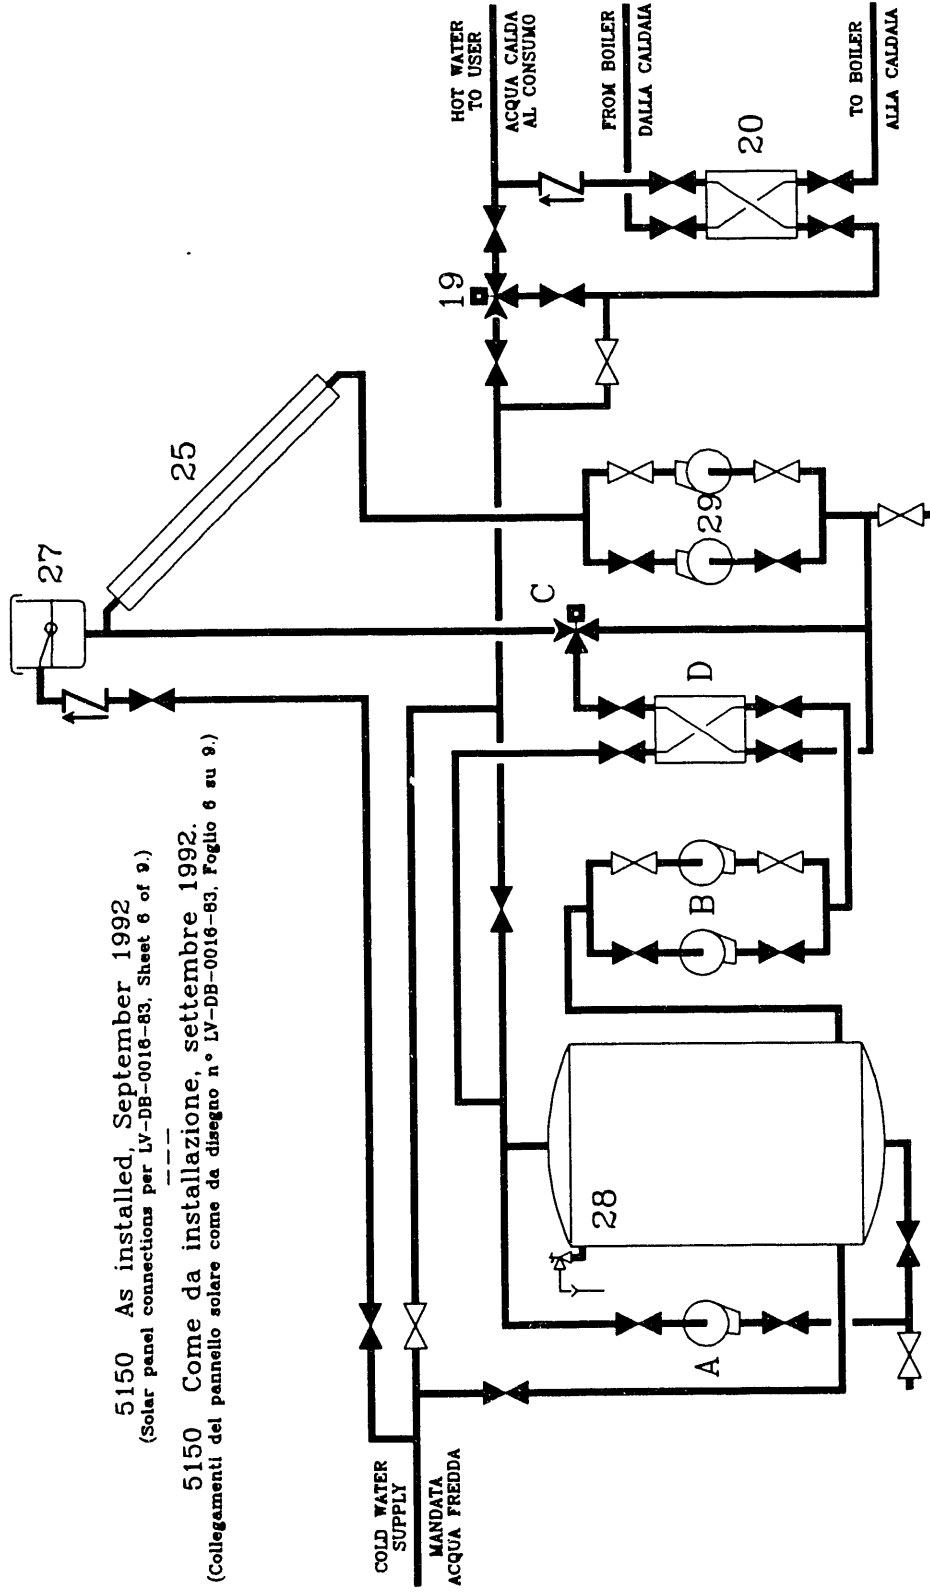 5150 As installed, September 1992
(Solar panel connections per LV-DB-0016-83, Sheet 6 of 9.)
5150 Come da installazione, settembre 1992.
(Collegamenti del pannello solare come da disegno n° LV-DB-0016-83, Foglio 6 su 9.)
COLD WATER
SUPPLY
MANDATA
ACQUA FREDDA
27
25
19
HOT WATER
TO USER
ACQUA CALDA
AL CONSUMO
FROM BOILER
DALLA CALDAIA
20
TO BOILER
ALLA CALDAIA
C
29
D
B
28
A